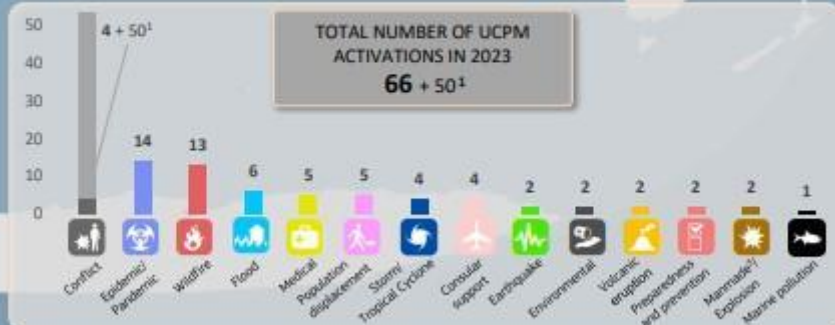 TOTAL NUMBER OF UCPM
ACTIVATIONS IN 2023
66 + 50¹
50
40
30
20
10
0
4 + 50¹
14
13
6
5
5
4
4
2
2
2
2
2
1
Conflict
Epidemic/
Pandemic
Wildfire
Flood
Medical
Population
displacement
Storm/
Tropical Cyclone
Consular
support
Earthquake
Environmental
Volcanic
eruption
Preparedness
and prevention
Manmade²/
Explosion
Marine pollution